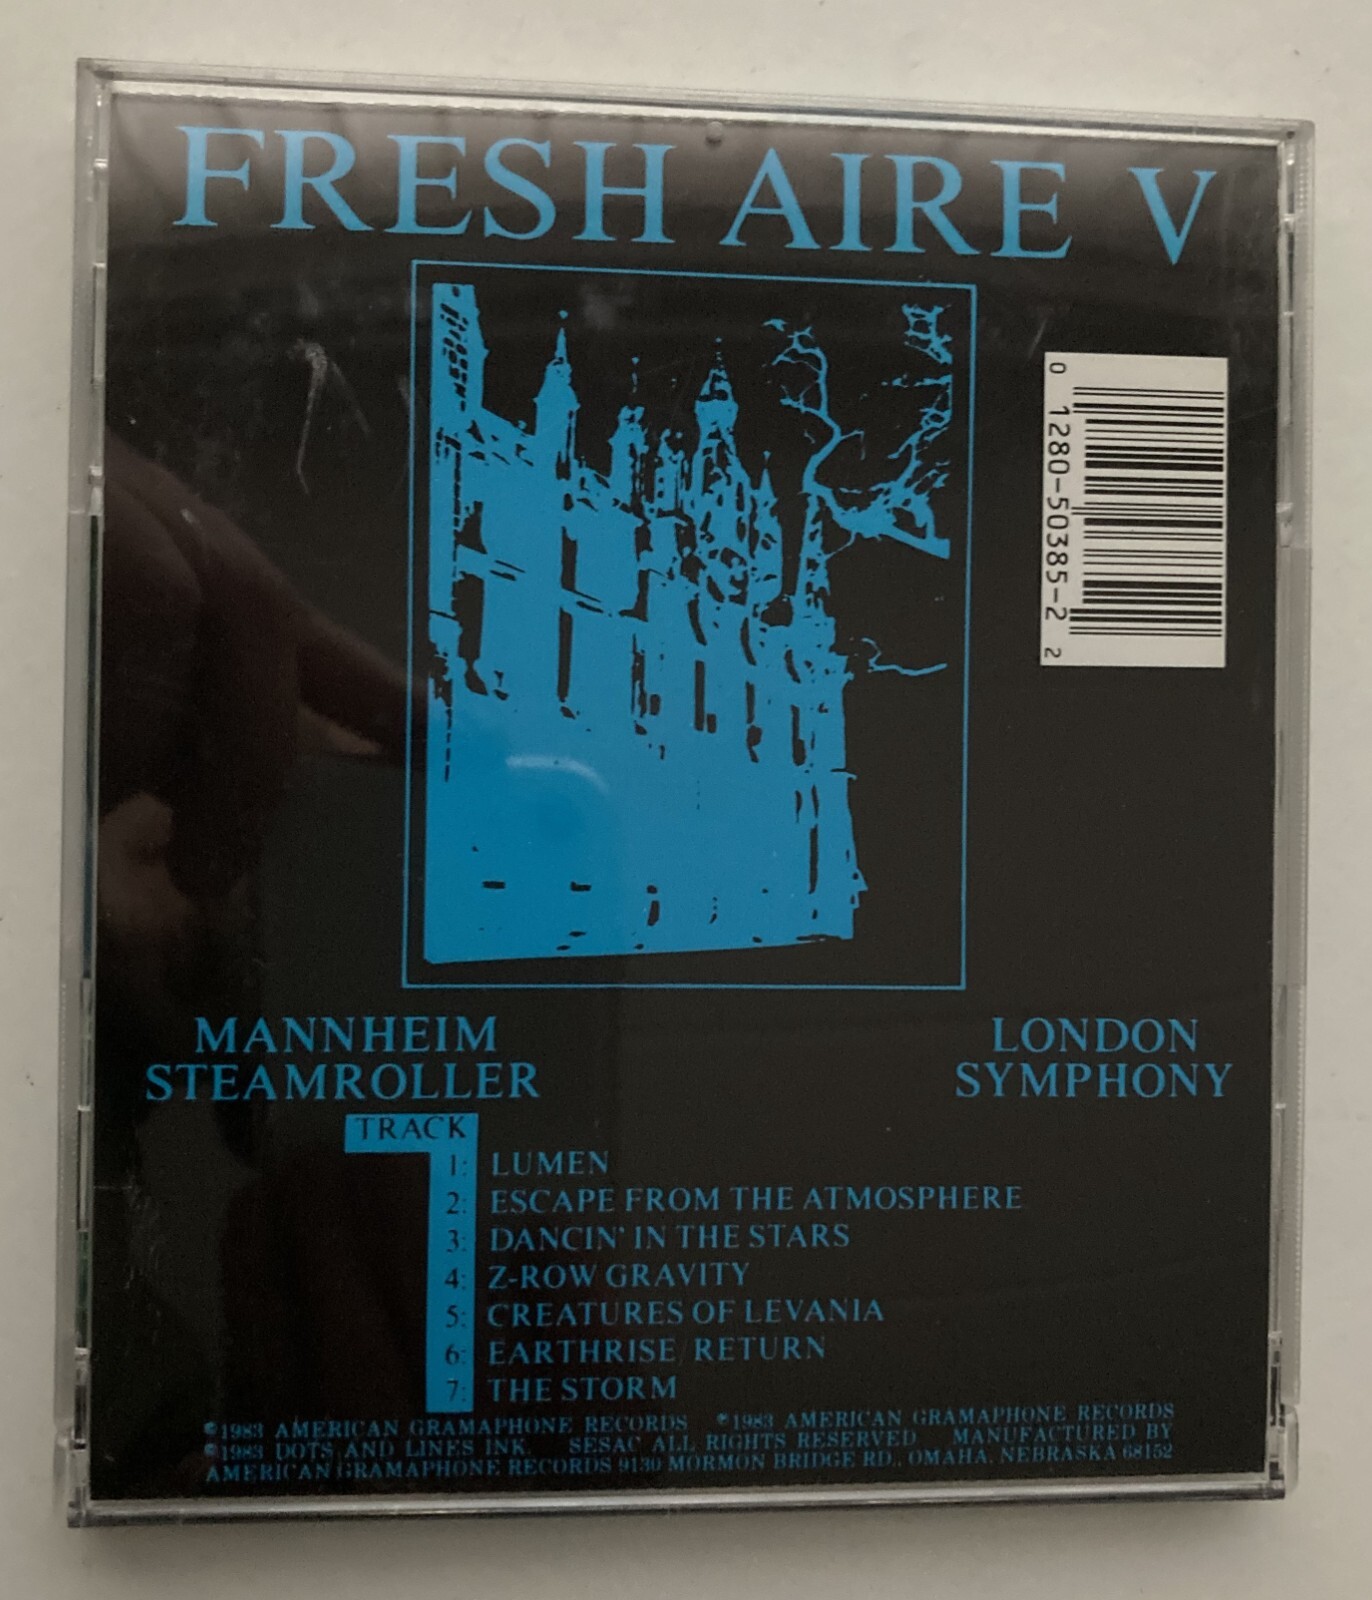 FRESH AIRE V
0 1280-50385-2 2
MANNHEIM
STEAMROLLER
LONDON
SYMPHONY
TRACK
1: LUMEN
2: ESCAPE FROM THE ATMOSPHERE
3: DANCIN' IN THE STARS
4: Z-ROW GRAVITY
5: CREATURES OF LEVANIA
6: EARTHRISE/RETURN
7: THE STORM
©1983 AMERICAN GRAMAPHONE RECORDS ℗1983 AMERICAN GRAMAPHONE RECORDS
©1983 DOTS AND LINES INK. SESAC ALL RIGHTS RESERVED MANUFACTURED BY
AMERICAN GRAMAPHONE RECORDS 9130 MORMON BRIDGE RD., OMAHA, NEBRASKA 68152